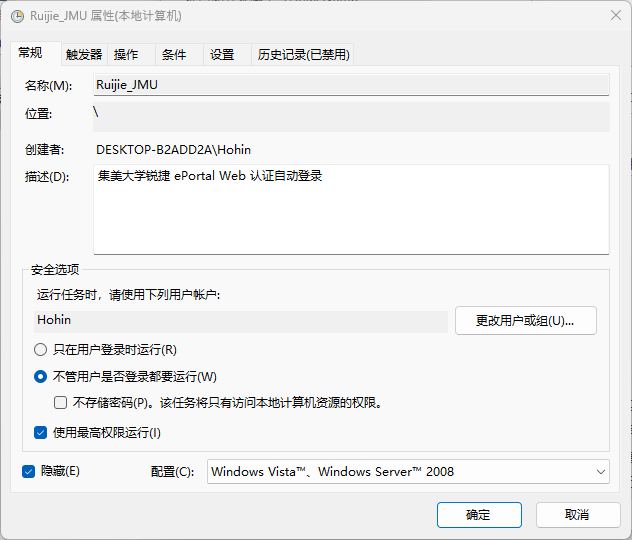 Ruijie_JMU 属性(本地计算机)
常规 触发器 操作 条件 设置 历史记录(已禁用)
名称(M): Ruijie_JMU
位置: \
创建者: DESKTOP-B2ADD2A\Hohin
描述(D): 集美大学锐捷 ePortal Web 认证自动登录
安全选项
运行任务时，请使用下列用户帐户:
Hohin 更改用户或组(U)...
只在用户登录时运行(R)
不管用户是否登录都要运行(W)
不存储密码(P)。该任务将只有访问本地计算机资源的权限。
使用最高权限运行(I)
隐藏(E) 配置(C): Windows Vista™、Windows Server™ 2008
确定 取消